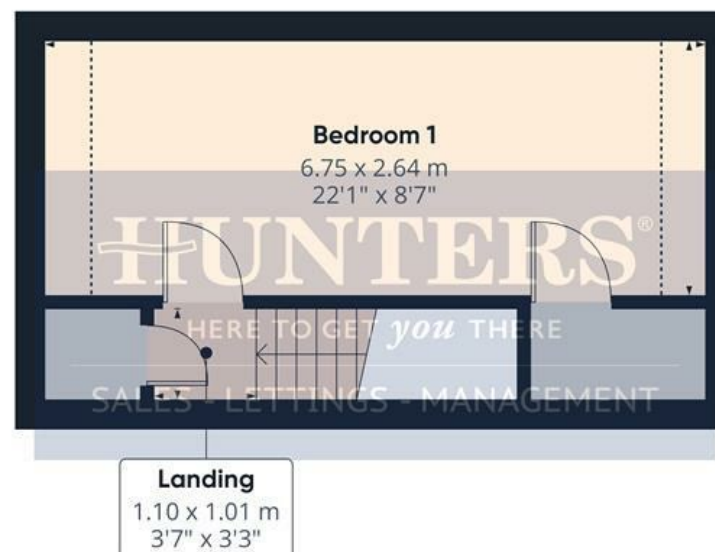 Bedroom 1
6.75 x 2.64 m
22'1" x 8'7"
HUNTERS®
HERE TO GET you THERE
SALES - LETTINGS - MANAGEMENT
Landing
1.10 x 1.01 m
3'7" x 3'3"